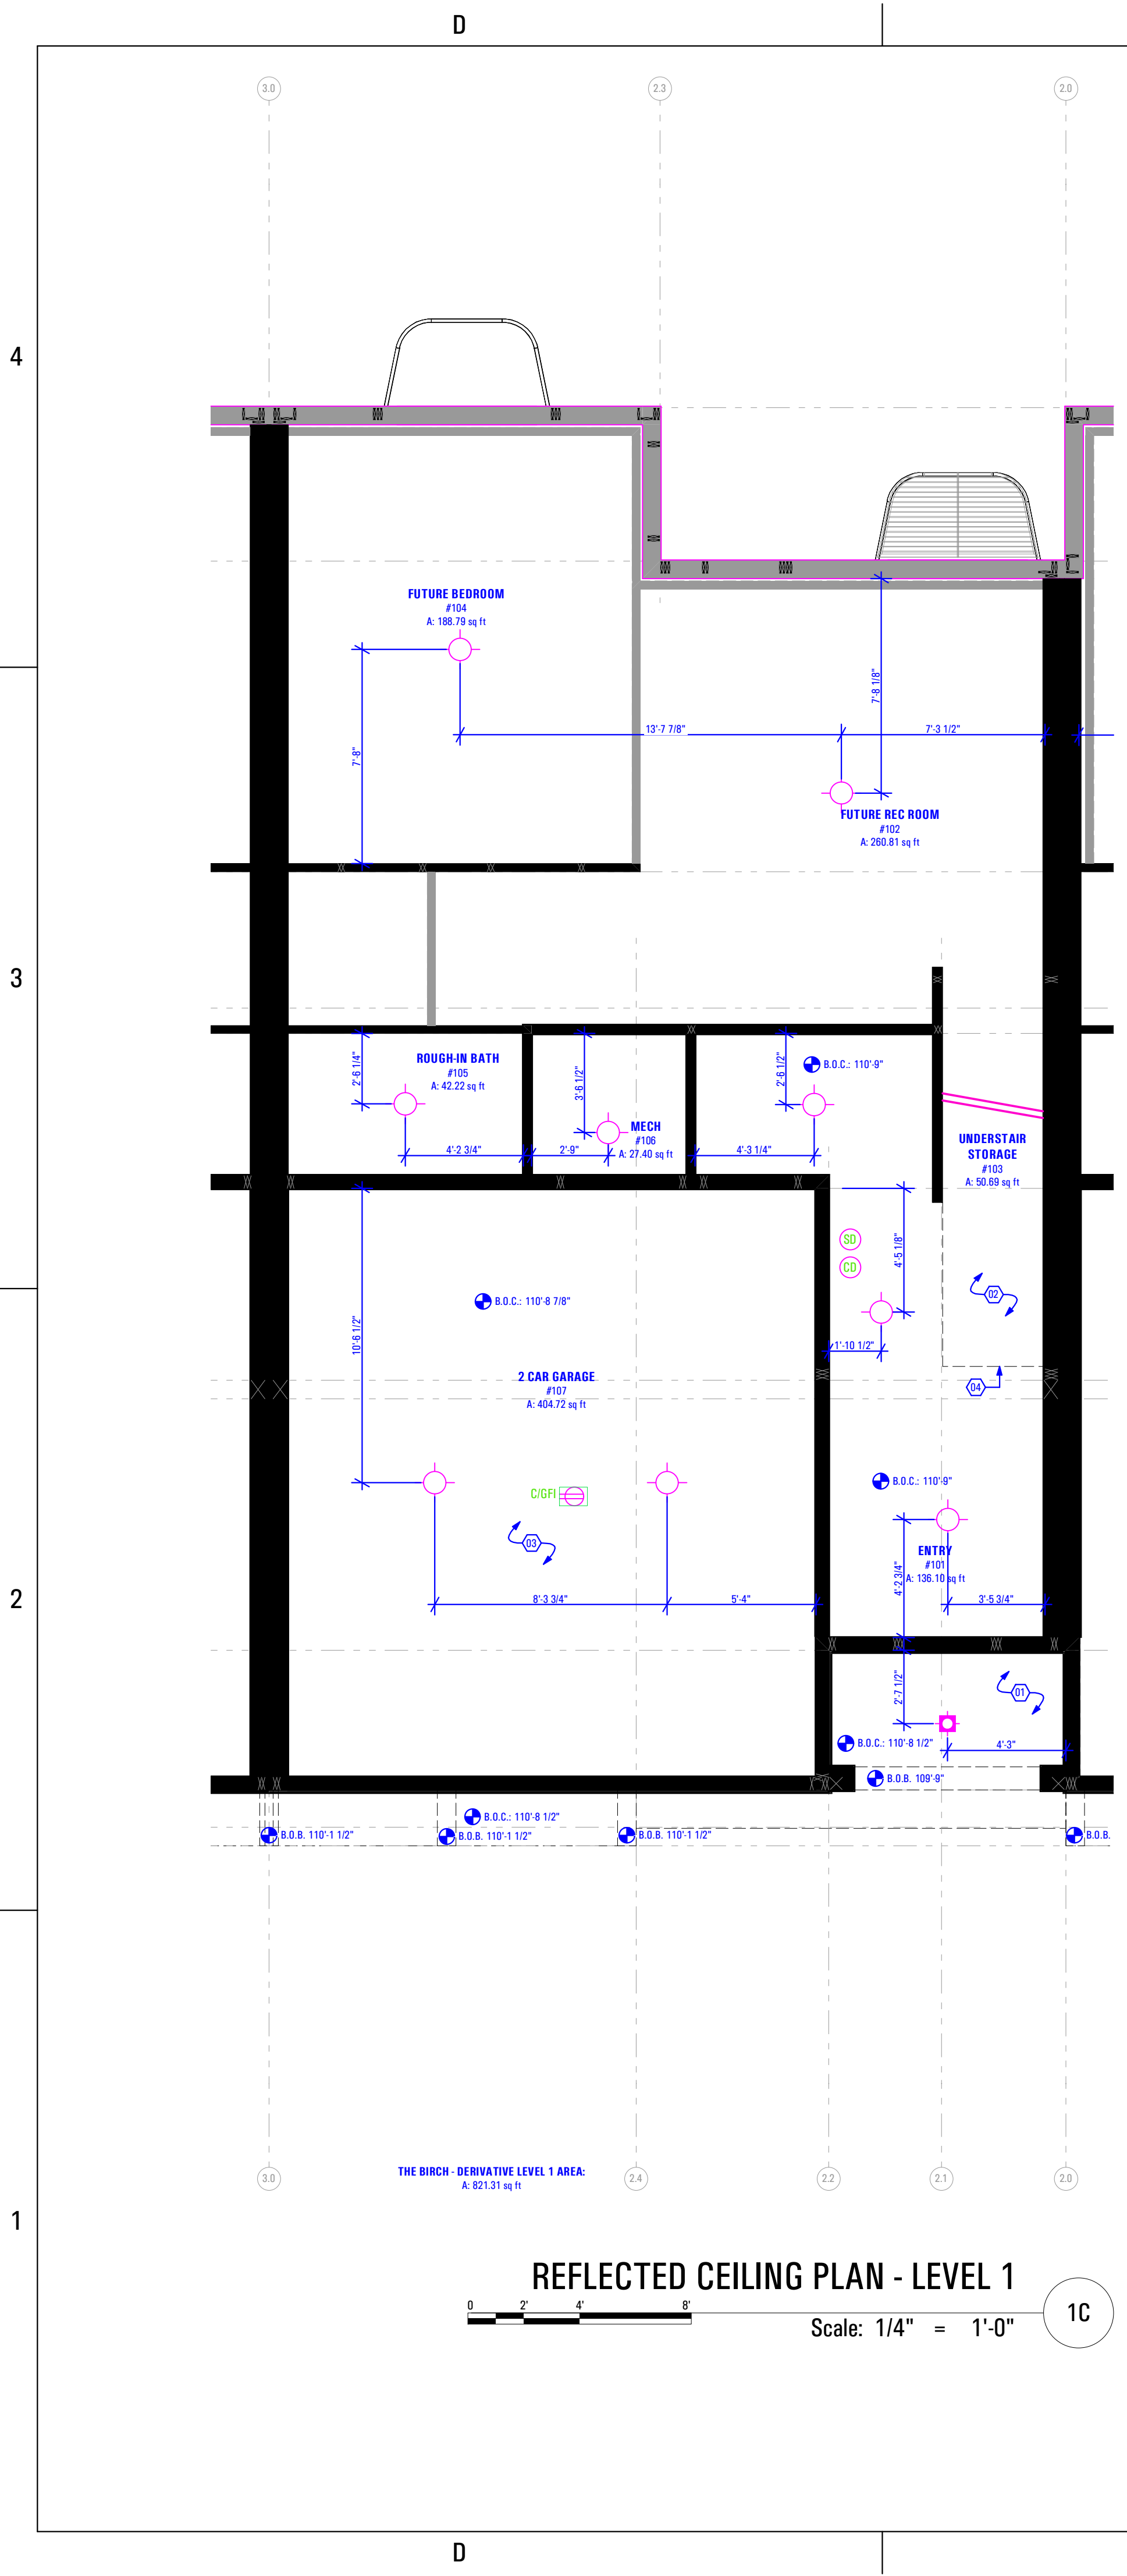 D
3.0
2.3
2.0
4
FUTURE BEDROOM
#104
A: 188.79 sq ft
7'-8 1/8"
13'-7 7/8"
7'-3 1/2"
7'-8"
FUTURE REC ROOM
#102
A: 260.81 sq ft
3
2'-6 1/4"
ROUGH-IN BATH
#105
A: 42.22 sq ft
3'-6 1/2"
2'-6 1/2"
B.O.C.: 110'-9"
MECH
#106
A: 27.40 sq ft
4'-2 3/4"
2'-9"
4'-3 1/4"
UNDERSTAIR
STORAGE
#103
A: 50.69 sq ft
SD
CD
4'-5 1/8"
02
B.O.C.: 110'-8 7/8"
10'-6 1/2"
1'-10 1/2"
2 CAR GARAGE
#107
A: 404.72 sq ft
04
B.O.C.: 110'-9"
C/GFI
03
ENTRY
#101
A: 136.10 sq ft
4'-2 3/4"
8'-3 3/4"
5'-4"
3'-5 3/4"
2
2'-7 1/2"
01
B.O.C.: 110'-8 1/2"
4'-3"
B.O.B. 109'-9"
B.O.C.: 110'-8 1/2"
B.O.B. 110'-1 1/2"
B.O.B. 110'-1 1/2"
B.O.B. 110'-1 1/2"
B.O.B.
THE BIRCH - DERIVATIVE LEVEL 1 AREA:
A: 821.31 sq ft
3.0
2.4
2.2
2.1
2.0
1
REFLECTED CEILING PLAN - LEVEL 1
1C
0 2' 4' 8'
Scale: 1/4" = 1'-0"
D